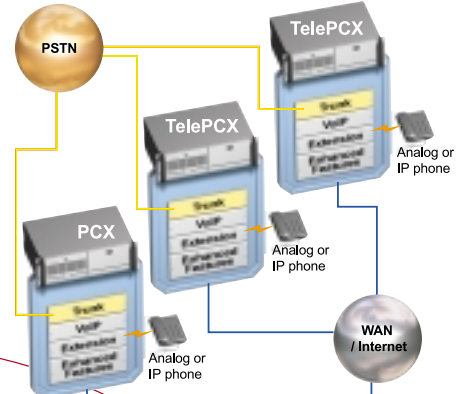 TelePCX
PSTN
Trunk
VoIP
Extension
Enhanced
Features
Analog or
IP phone
TelePCX
Trunk
VoIP
Extension
Enhanced
Features
Analog or
IP phone
PCX
Trunk
VoIP
Extension
Enhanced
Features
Analog or
IP phone
WAN
/ Internet